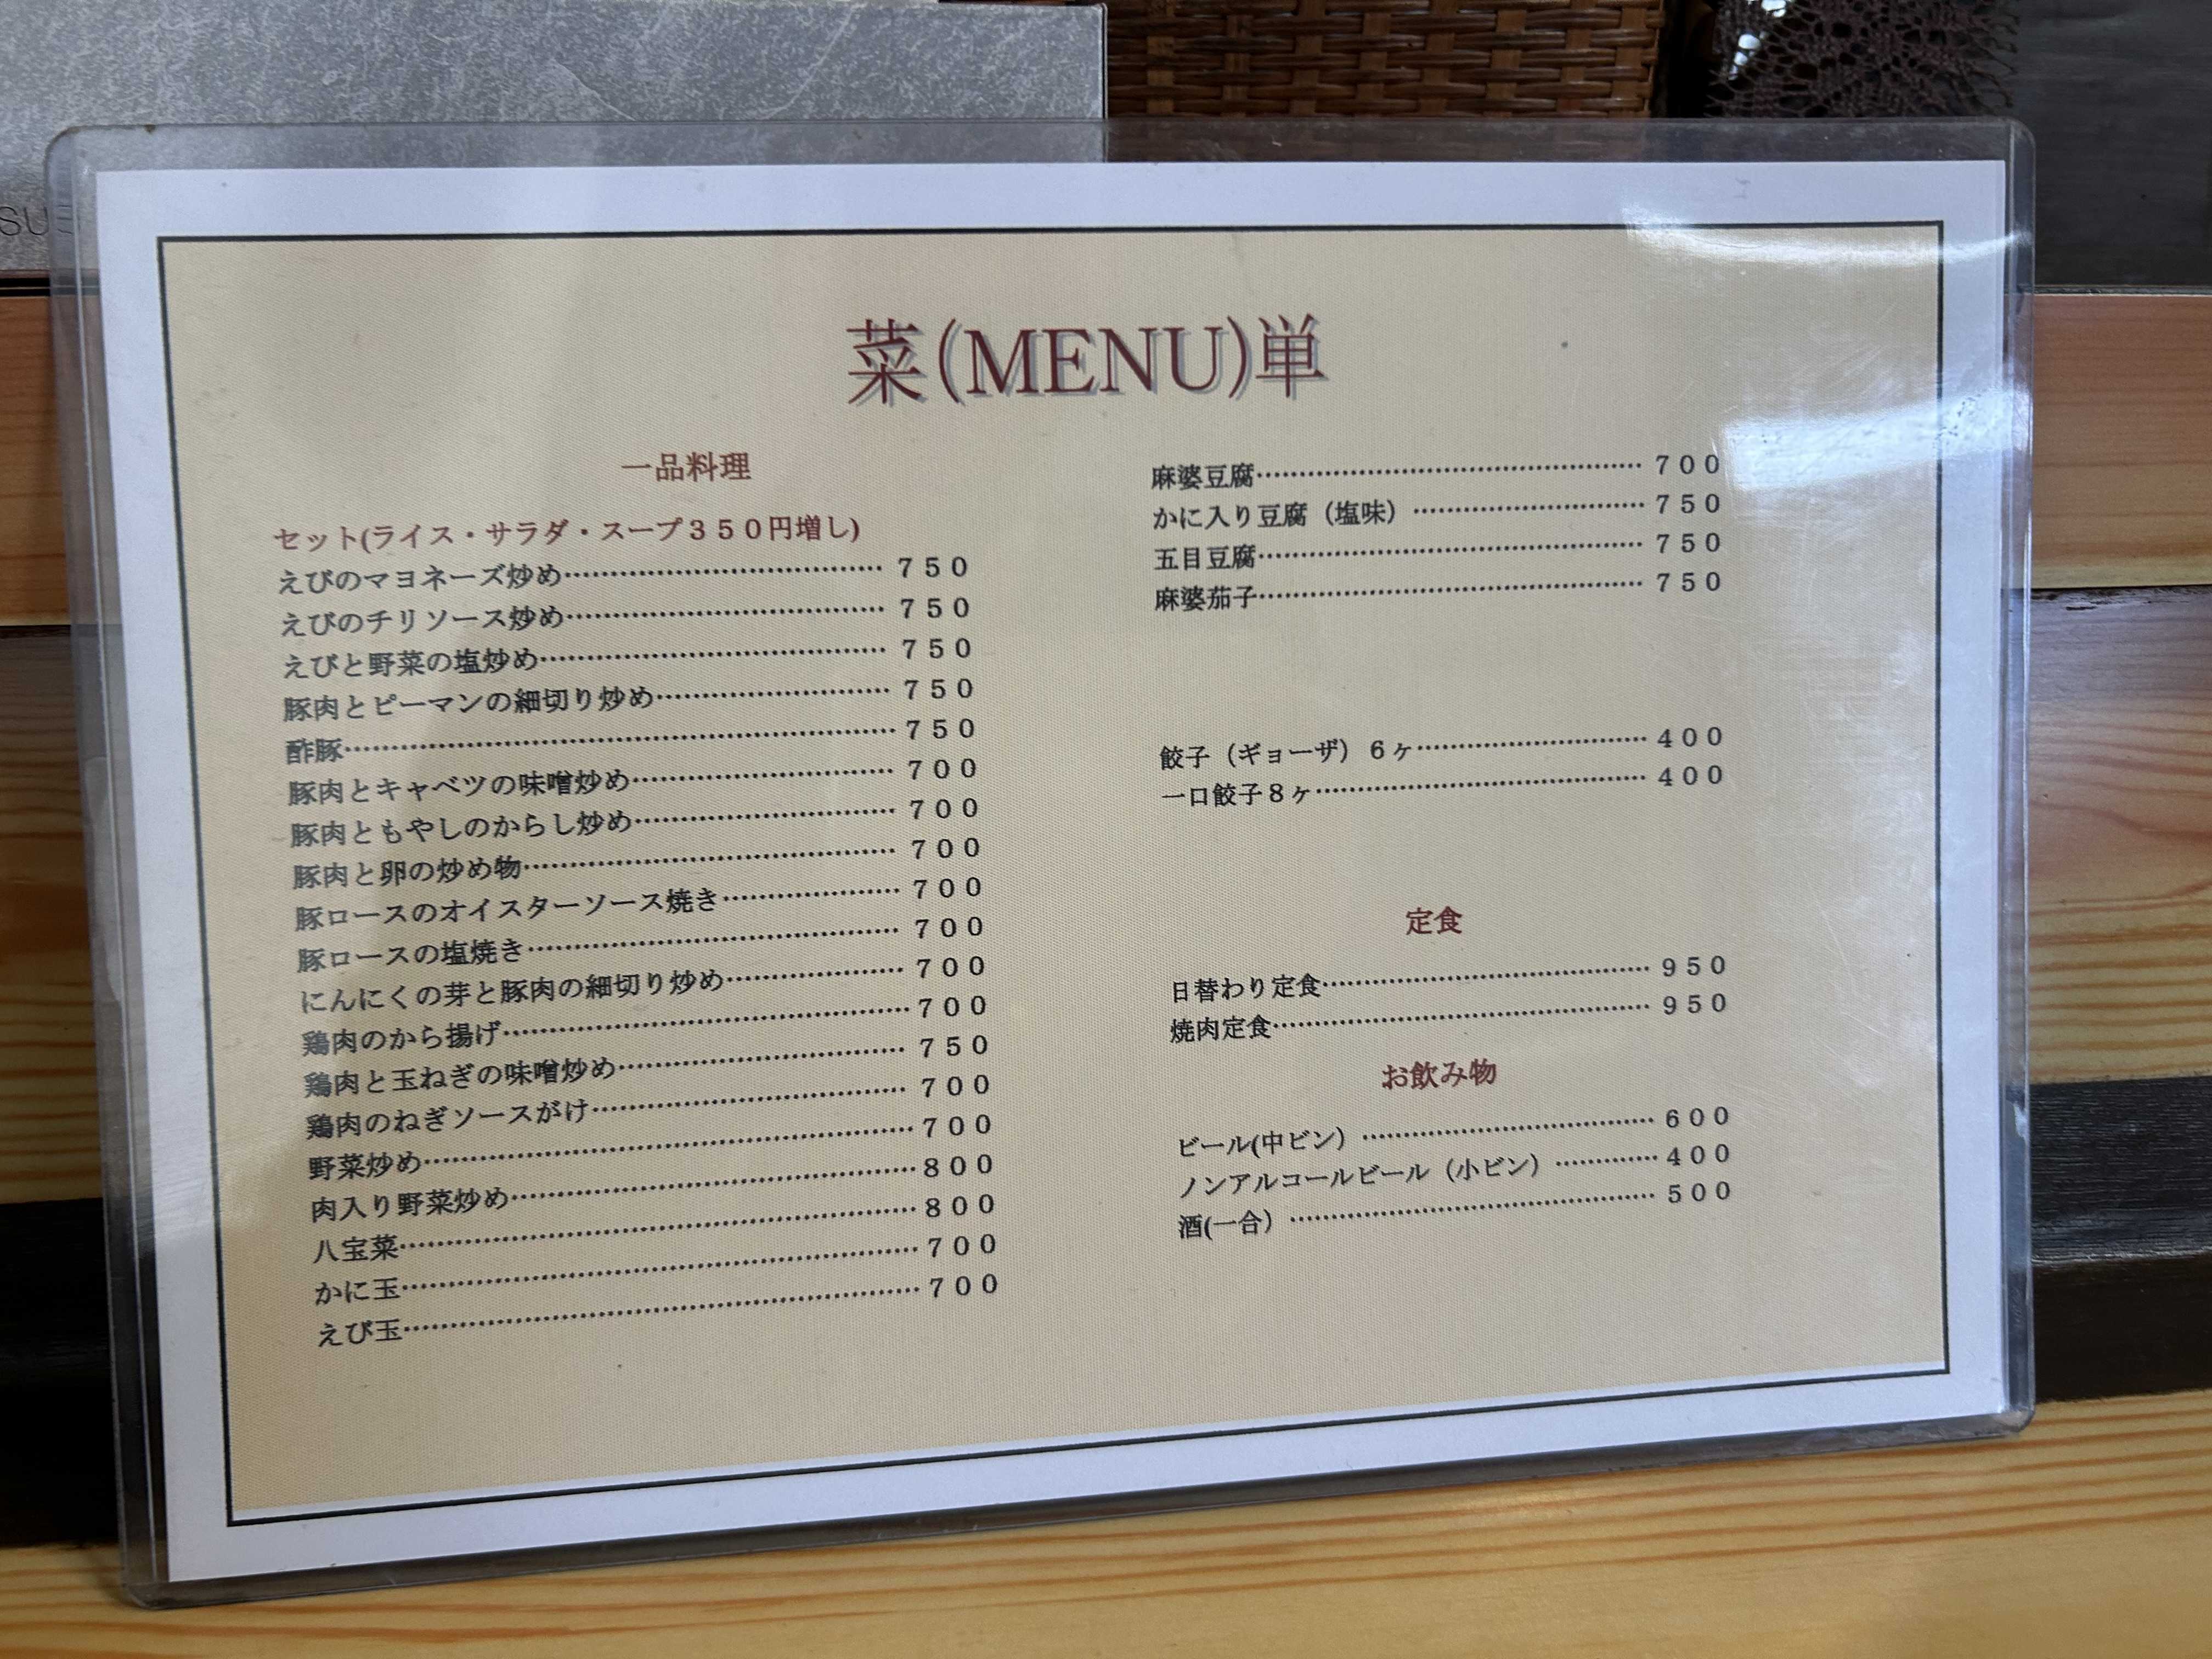 SUS
菜(MENU)単
一品料理
セット(ライス・サラダ・スープ３５０円増し)
えびのマヨネーズ炒め…………………………… ７５０
えびのチリソース炒め…………………………… ７５０
えびと野菜の塩炒め……………………………… ７５０
豚肉とピーマンの細切り炒め…………………… ７５０
酢豚………………………………………………… ７５０
豚肉とキャベツの味噌炒め……………………… ７００
豚肉ともやしのからし炒め……………………… ７００
豚肉と卵の炒め物………………………………… ７００
豚ロースのオイスターソース焼き……………… ７００
豚ロースの塩焼き………………………………… ７００
にんにくの芽と豚肉の細切り炒め……………… ７００
鶏肉のから揚げ…………………………………… ７００
鶏肉と玉ねぎの味噌炒め………………………… ７５０
鶏肉のねぎソースがけ…………………………… ７００
野菜炒め…………………………………………… ７００
肉入り野菜炒め…………………………………… ８００
八宝菜……………………………………………… ８００
かに玉……………………………………………… ７００
えび玉……………………………………………… ７００
麻婆豆腐…………………………………………… ７００
かに入り豆腐（塩味）…………………………… ７５０
五目豆腐…………………………………………… ７５０
麻婆茄子…………………………………………… ７５０
餃子（ギョーザ）６ヶ…………………………… ４００
一口餃子８ヶ……………………………………… ４００
定食
日替わり定食……………………………………… ９５０
焼肉定食…………………………………………… ９５０
お飲み物
ビール(中ビン）………………………………… ６００
ノンアルコールビール（小ビン）……………… ４００
酒(一合）………………………………………… ５００